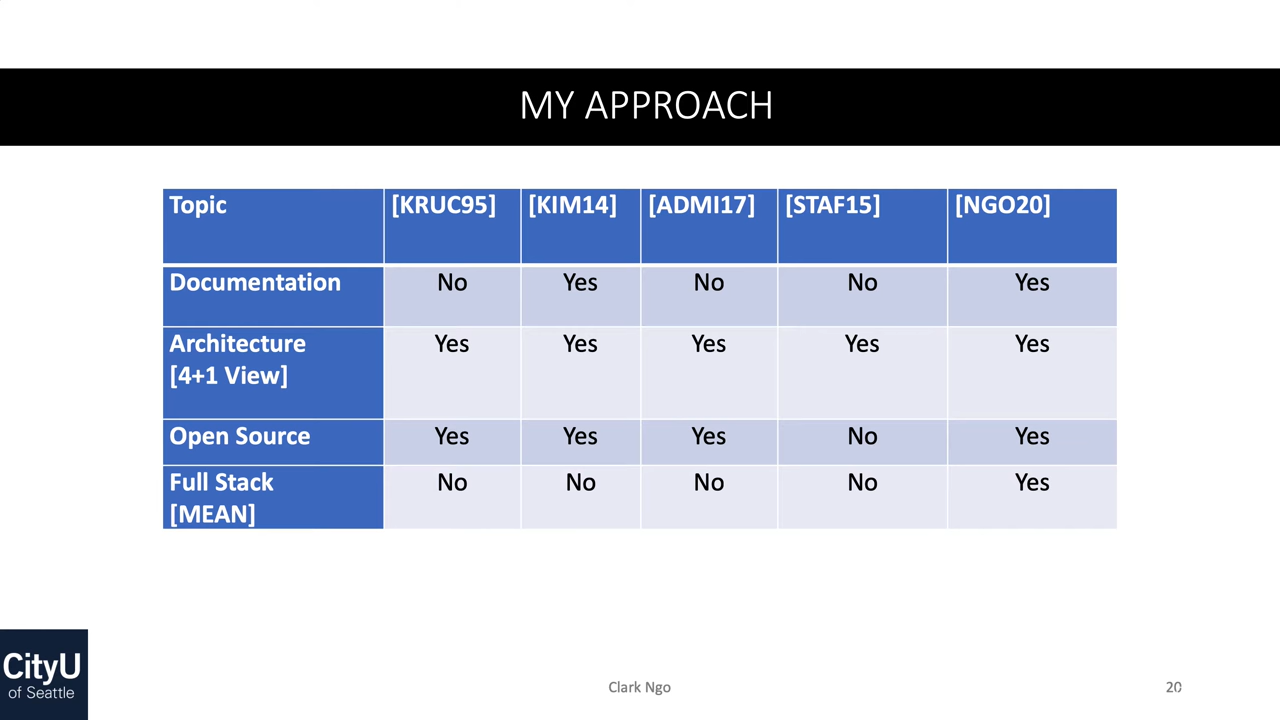 MY APPROACH
Topic [KRUC95] [KIM14] [ADMI17] [STAF15] [NGO20]
Documentation No Yes No No Yes
Architecture Yes Yes Yes Yes Yes
[4+1 View]
Open Source Yes Yes Yes No Yes
Full Stack No No No No Yes
[MEAN]
CityU
of Seattle
Clark Ngo
20